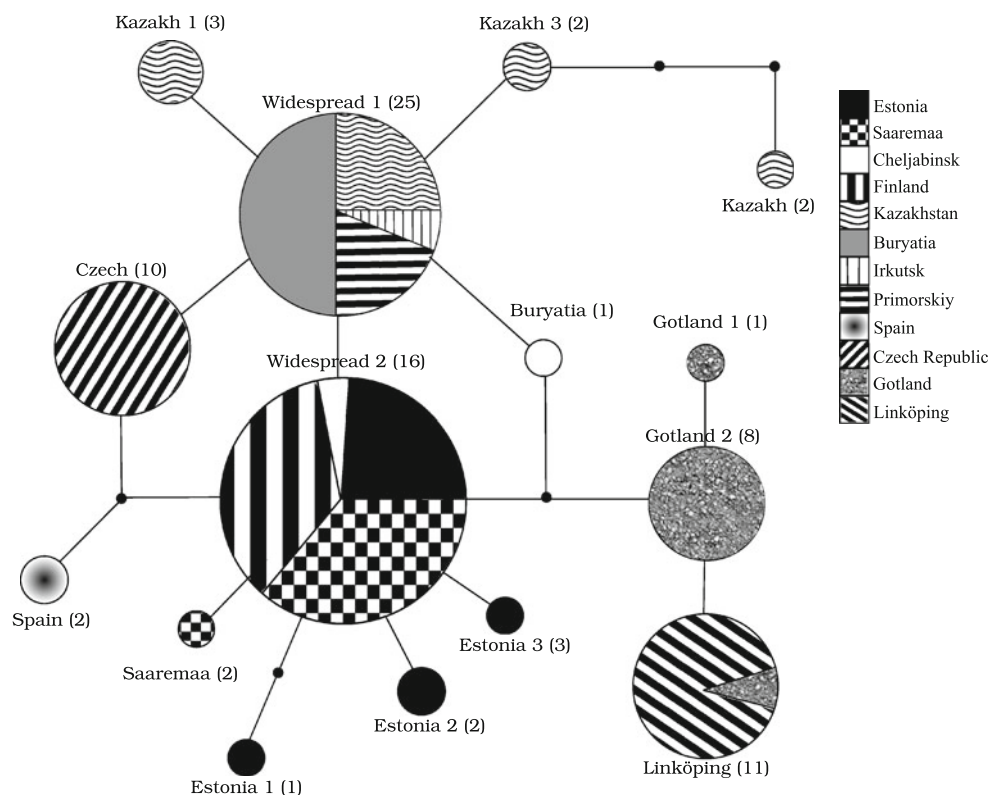 Kazakh 1 (3)
Kazakh 3 (2)
Widespread 1 (25)
Kazakh (2)
Czech (10)
Buryatia (1)
Gotland 1 (1)
Widespread 2 (16)
Gotland 2 (8)
Spain (2)
Saaremaa (2)
Estonia 3 (3)
Estonia 2 (2)
Estonia 1 (1)
Linköping (11)
Estonia
Saaremaa
Cheljabinsk
Finland
Kazakhstan
Buryatia
Irkutsk
Primorskiy
Spain
Czech Republic
Gotland
Linköping